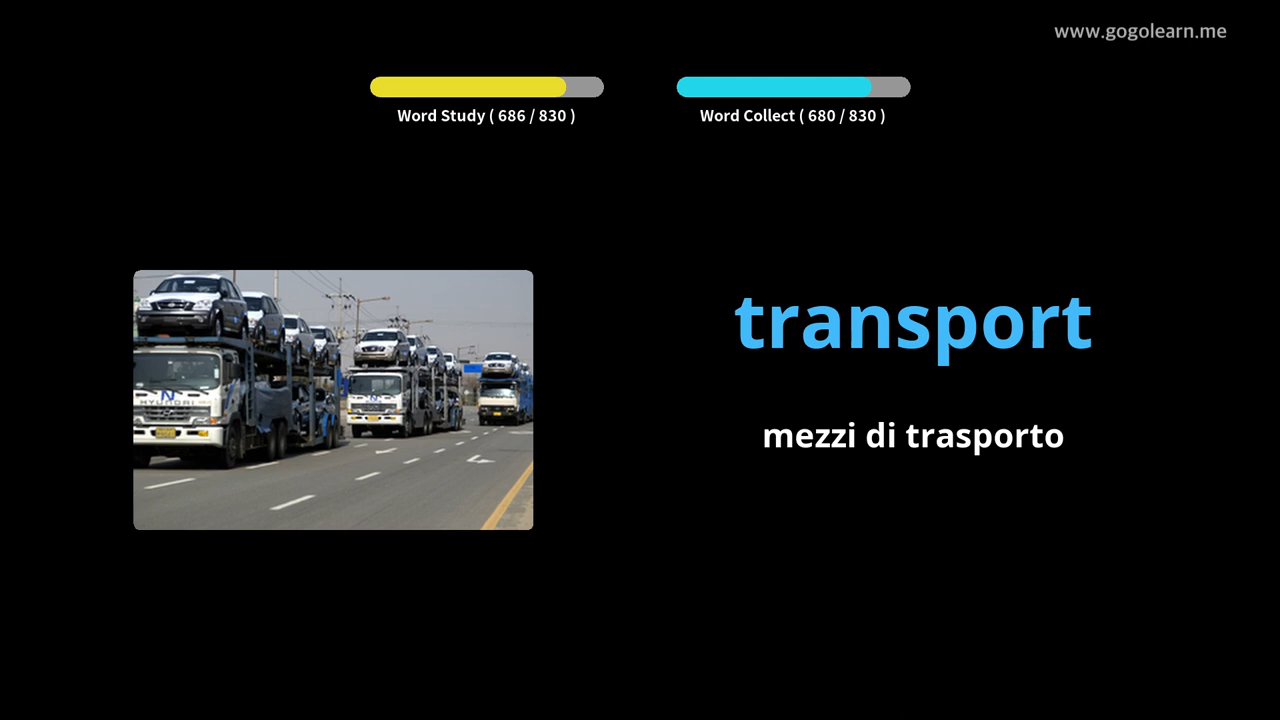 www.gogolearn.me
Word Study ( 686 / 830 )
Word Collect ( 680 / 830 )
transport
mezzi di trasporto
HYUNDAI